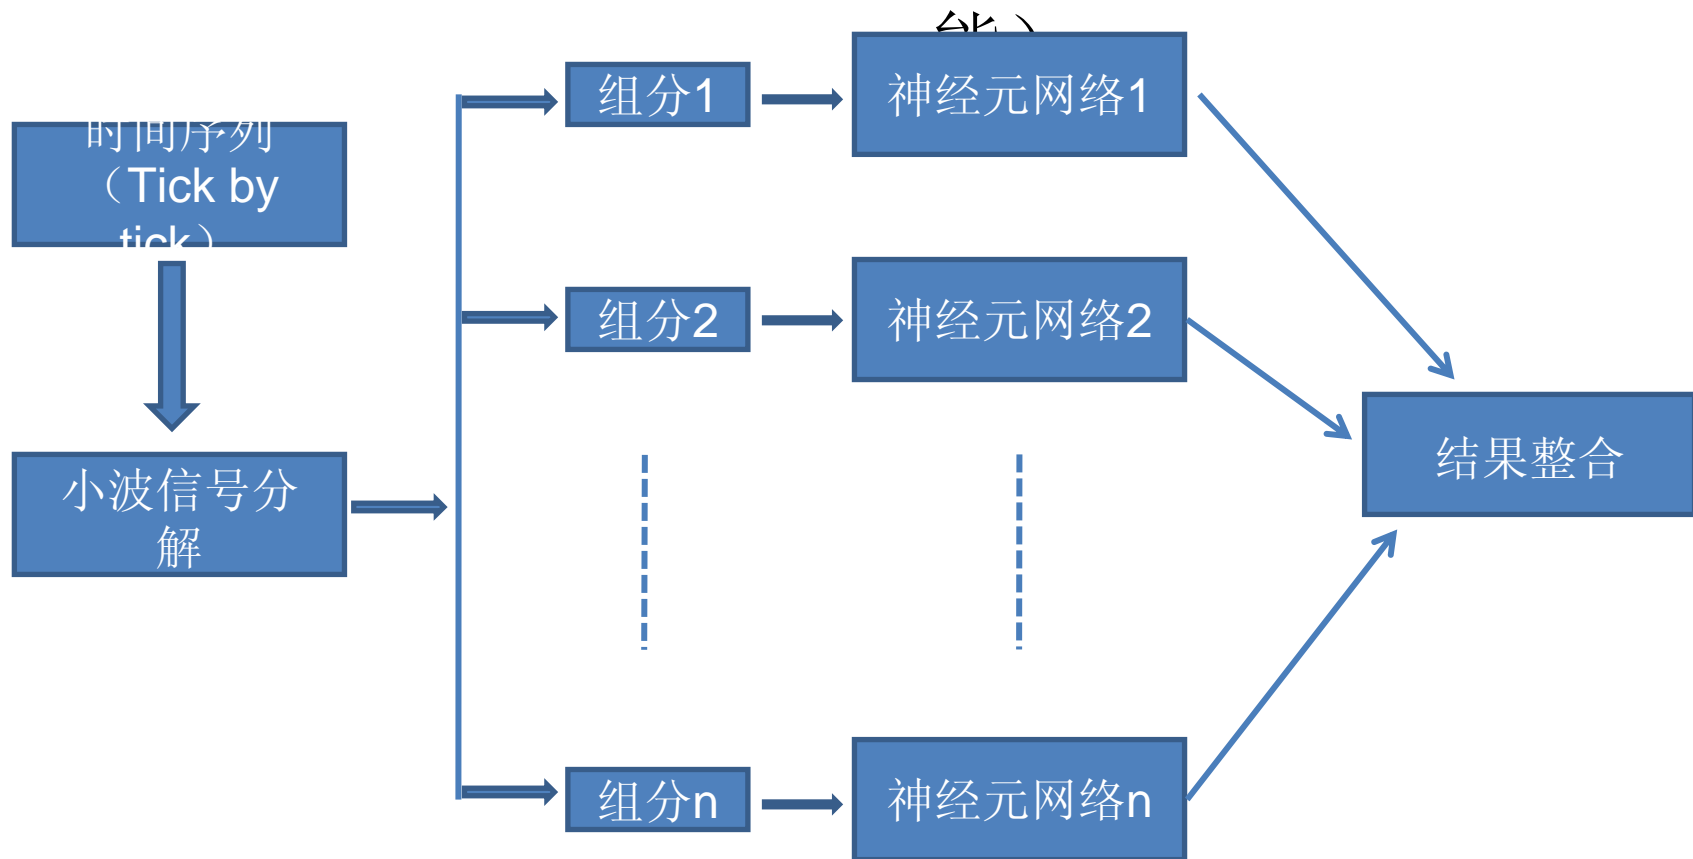 能）
时间序列
（Tick by
tick）
小波信号分
解
组分1
神经元网络1
组分2
神经元网络2
组分n
神经元网络n
结果整合